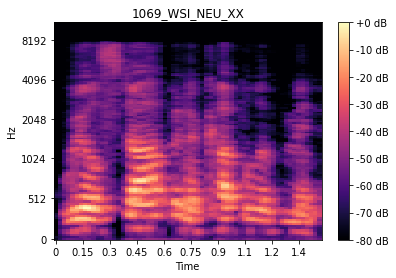 1069_WSI_NEU_XX
+0 dB
8192
-10 dB
4096
-20 dB
-30 dB
2048
Hz
-40 dB
1024
-50 dB
512
-60 dB
-70 dB
0
-80 dB
0 0.15 0.3 0.45 0.6 0.75 0.9 1.1 1.2 1.4
Time